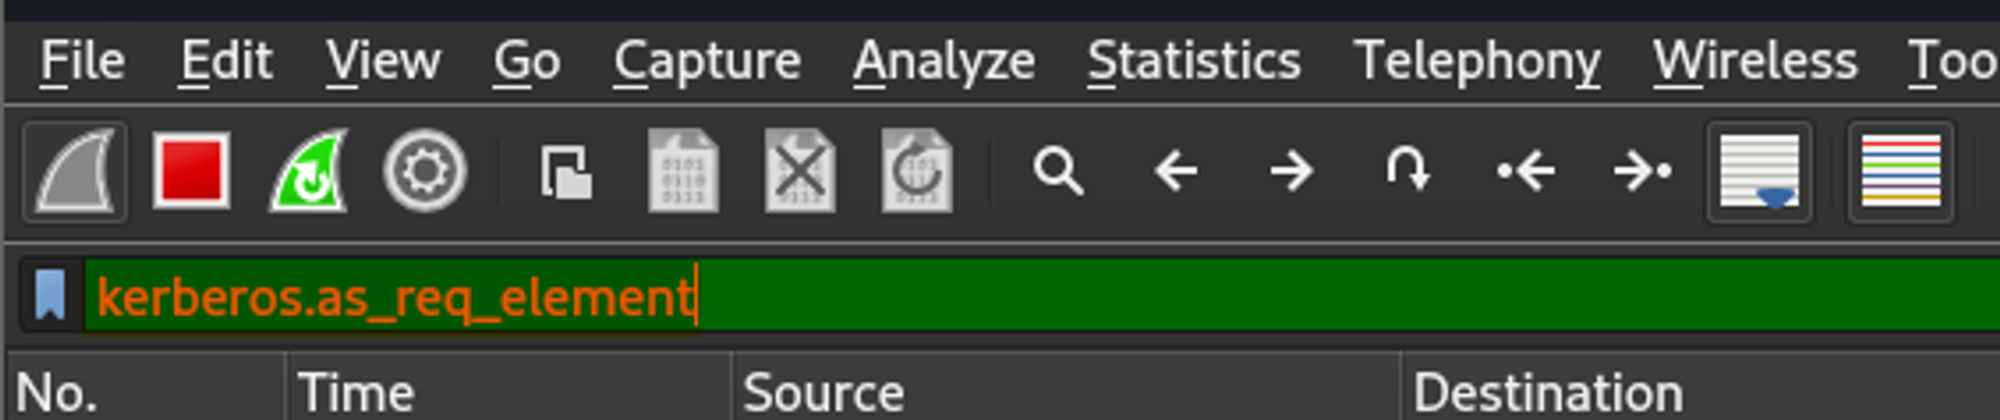 File Edit View Go Capture Analyze Statistics Telephony Wireless Too
kerberos.as_req_element
No. Time Source Destination